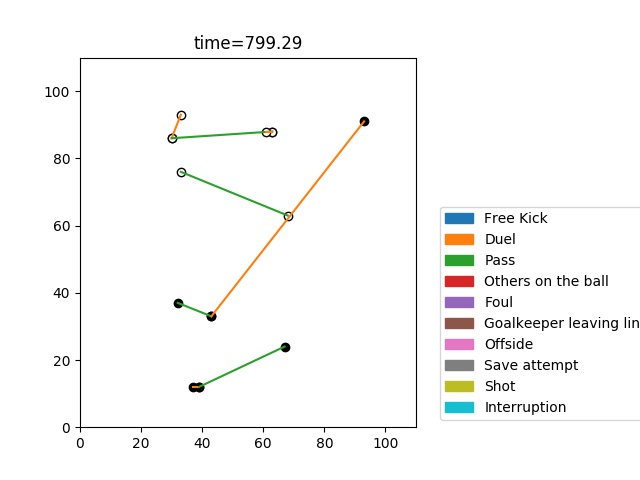 time=799.29
100
80
60
40
20
0
0 20 40 60 80 100
Free Kick
Duel
Pass
Others on the ball
Foul
Goalkeeper leaving lin
Offside
Save attempt
Shot
Interruption